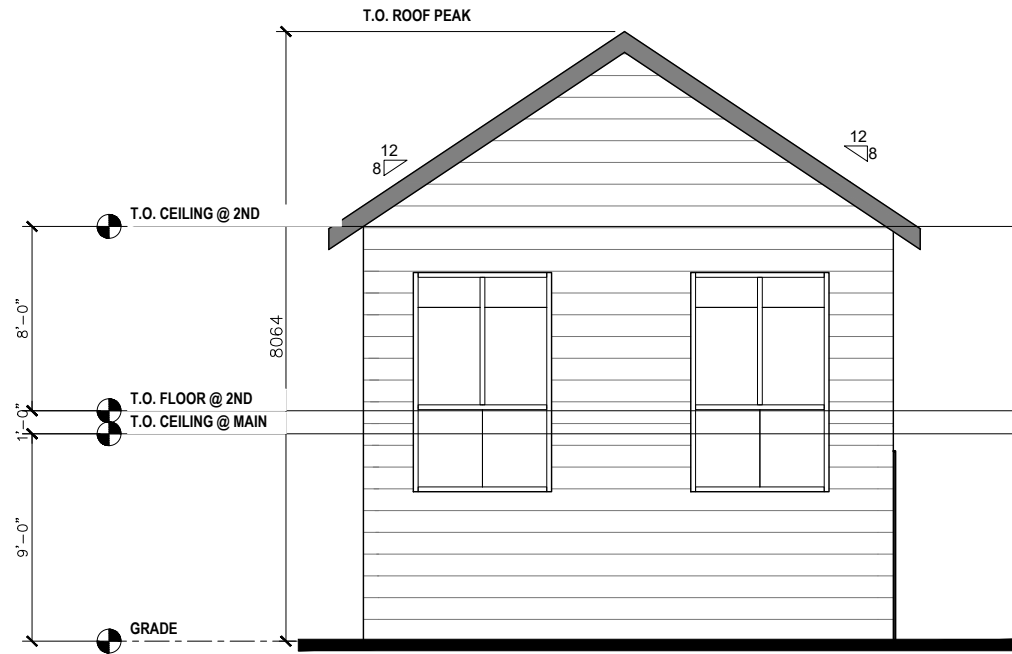 T.O. ROOF PEAK
12
8
12
8
T.O. CEILING @ 2ND
8'-0"
8064
T.O. FLOOR @ 2ND
1'-0"
T.O. CEILING @ MAIN
9'-0"
GRADE